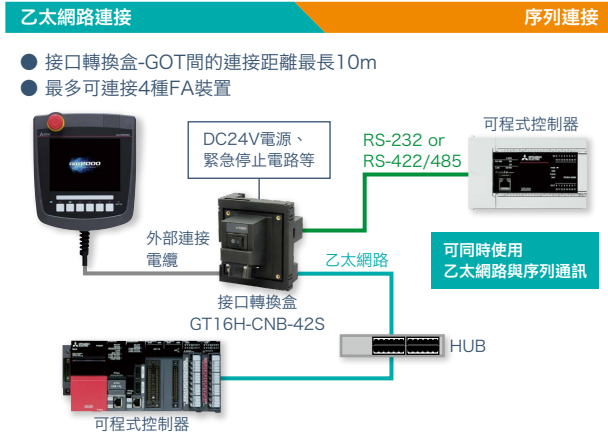 乙太網路連接
序列連接
● 接口轉換盒-GOT間的連接距離最長10m
● 最多可連接4種FA裝置
DC24V電源、
緊急停止電路等
RS-232 or
RS-422/485
可程式控制器
外部連接
電纜
乙太網路
可同時使用
乙太網路與序列通訊
接口轉換盒
GT16H-CNB-42S
HUB
可程式控制器